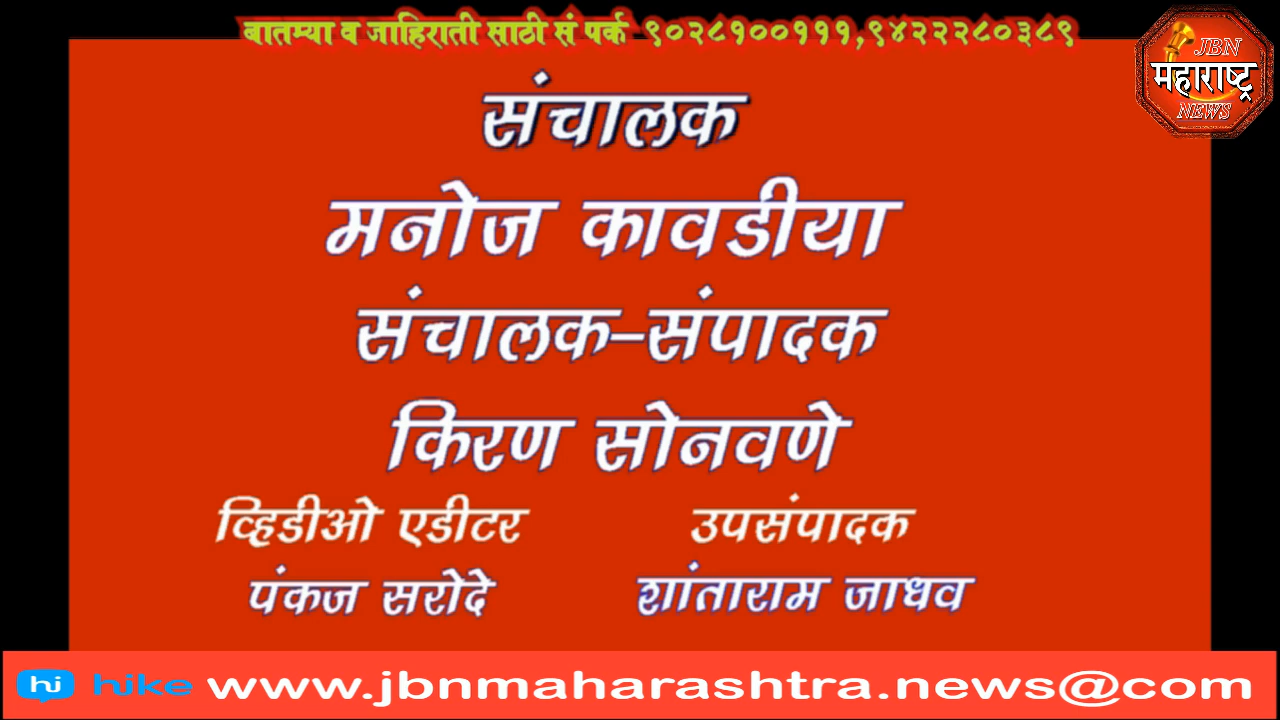 बातम्या व जाहिराती साठी सं पर्क ९०२८१००१११,९४२२२८०३८९
JBN
महाराष्ट्र
NEWS
संचालक
मनोज कावडीया
संचालक-संपादक
किरण सोनवणे
व्हिडीओ एडीटर उपसंपादक
पंकज सरोदे शांताराम जाधव
hi hike www.jbnmaharashtra.news@com